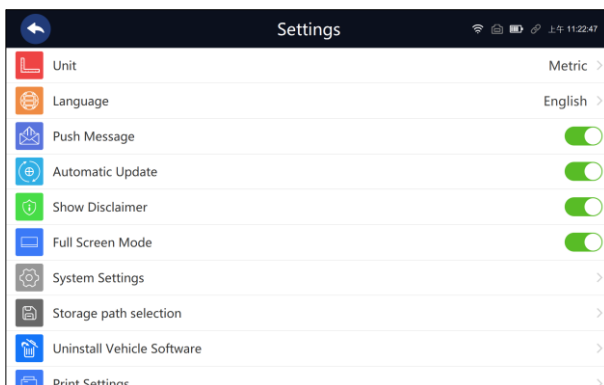 Settings
上午 11:22:47
Unit
Metric
Language
English
Push Message
Automatic Update
Show Disclaimer
Full Screen Mode
System Settings
Storage path selection
Uninstall Vehicle Software
Print Settings